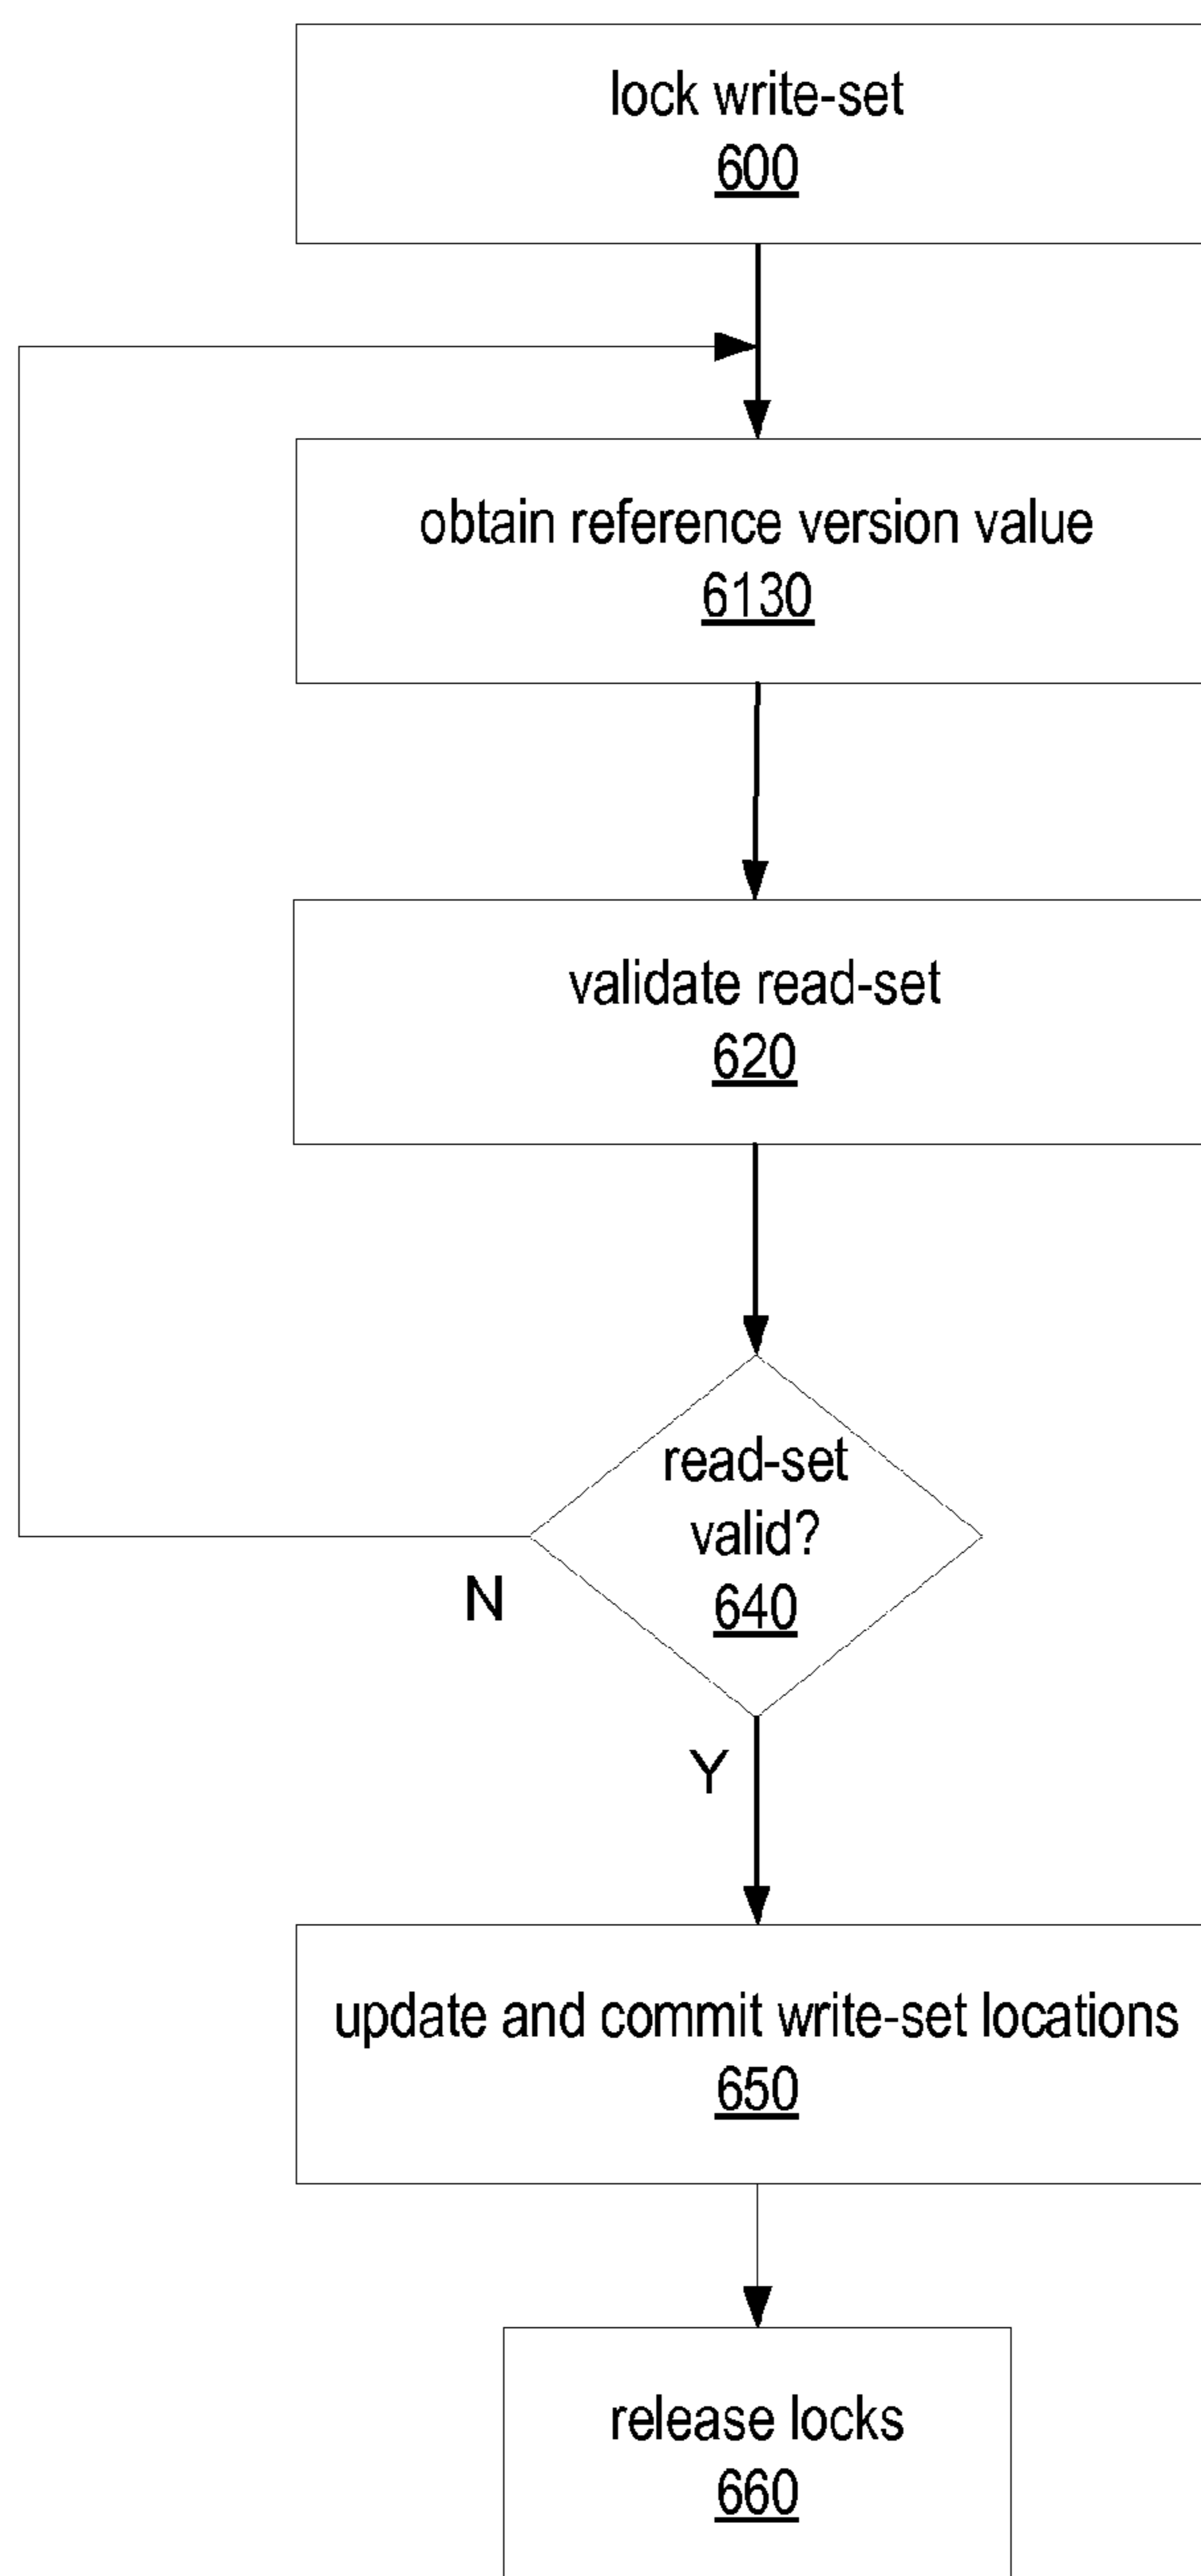 lock write-set
600
obtain reference version value
6130
validate read-set
620
read-set
valid?
640
N
Y
update and commit write-set locations
650
release locks
660